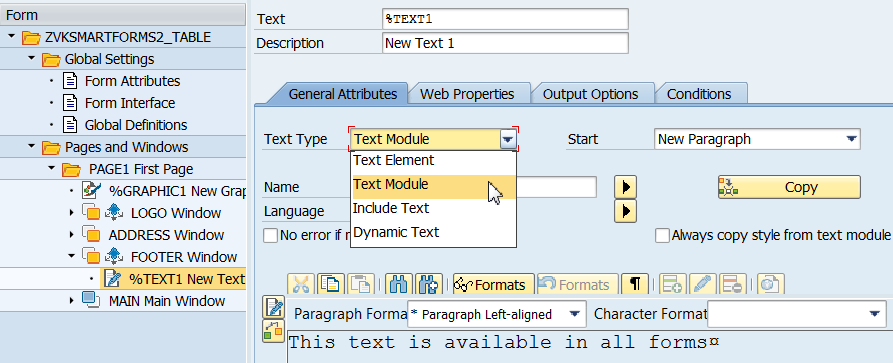 Form
ZVKSMARTFORMS2_TABLE
Global Settings
Form Attributes
Form Interface
Global Definitions
Pages and Windows
PAGE1 First Page
%GRAPHIC1 New Grap
LOGO Window
ADDRESS Window
FOOTER Window
%TEXT1 New Text
MAIN Main Window
Text %TEXT1
Description New Text 1
General Attributes Web Properties Output Options Conditions
Text Type Text Module Start New Paragraph
Text Element
Text Module
Include Text
Dynamic Text
Name Copy
Language
No error if Always copy style from text module
Formats Formats ¶
Paragraph Forma * Paragraph Left-aligned Character Format
This text is available in all forms¤